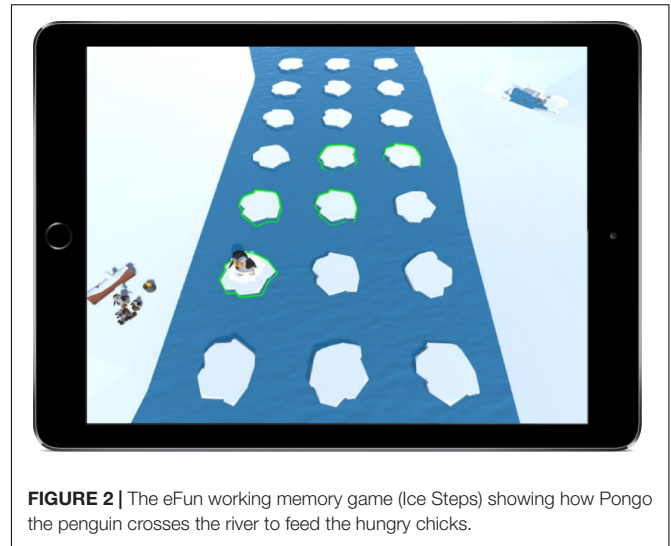 FIGURE 2 | The eFun working memory game (Ice Steps) showing how Pongo
the penguin crosses the river to feed the hungry chicks.